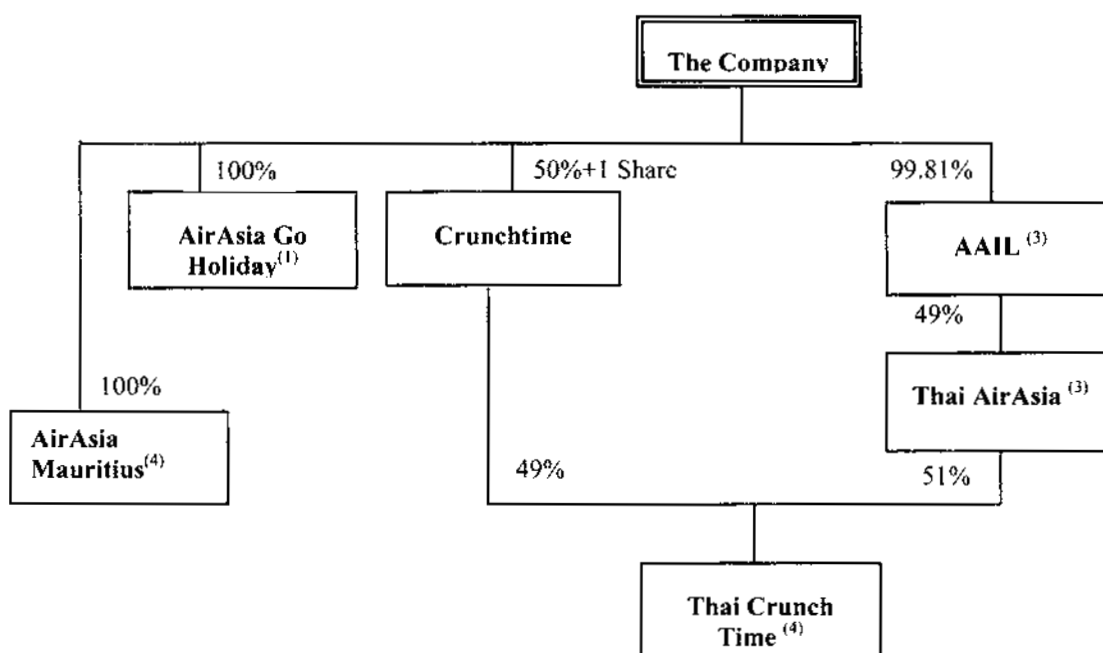 The Company
100%
50%+1 Share
99.81%
AirAsia Go
Holiday(1)
Crunchtime
AAIL (3)
49%
100%
Thai AirAsia (3)
AirAsia
Mauritius(4)
49%
51%
Thai Crunch
Time (4)